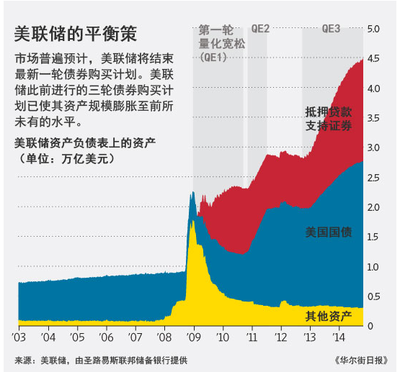 美联储的平衡策
市场普遍预计，美联储将结束
最新一轮债券购买计划。美联
储此前进行的三轮债券购买计
划已使其资产规模膨胀至前所
未有的水平。
美联储资产负债表上的资产
（单位：万亿美元）
第一轮
量化宽松
(QE1)
QE2
QE3
5.0
4.5
4.0
3.5
3.0
2.5
2.0
1.5
1.0
0.5
0
抵押贷款
支持证券
美国国债
其他资产
'03 '04 '05 '06 '07 '08 '09 '10 '11 '12 '13 '14
来源：美联储，由圣路易斯联邦储备银行提供
《华尔街日报》